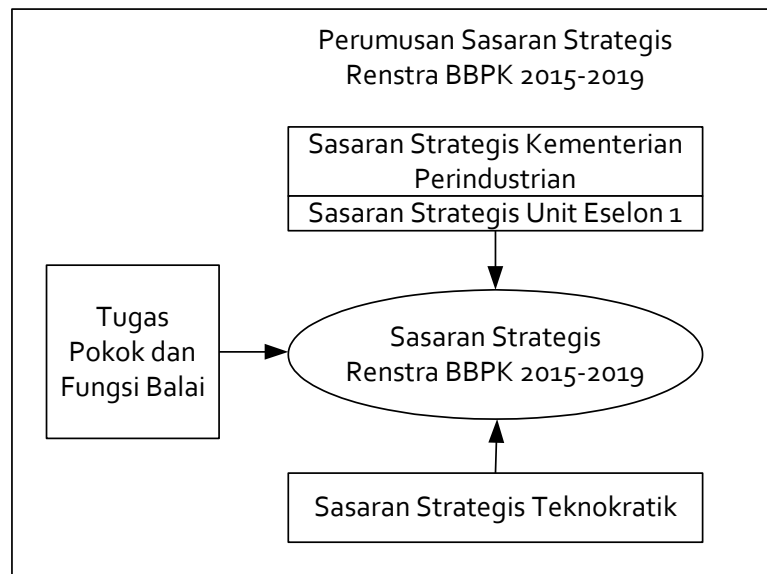 Perumusan Sasaran Strategis
Renstra BBPK 2015-2019
Sasaran Strategis Kementerian
Perindustrian
Sasaran Strategis Unit Eselon 1
Tugas
Pokok dan
Fungsi Balai
Sasaran Strategis
Renstra BBPK 2015-2019
Sasaran Strategis Teknokratik